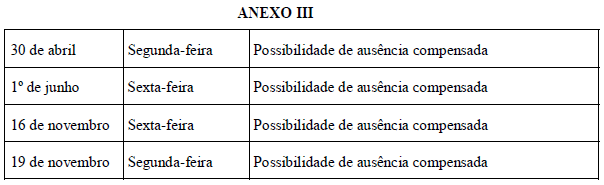 ANEXO III
30 de abril Segunda-feira Possibilidade de ausência compensada
1º de junho Sexta-feira Possibilidade de ausência compensada
16 de novembro Sexta-feira Possibilidade de ausência compensada
19 de novembro Segunda-feira Possibilidade de ausência compensada